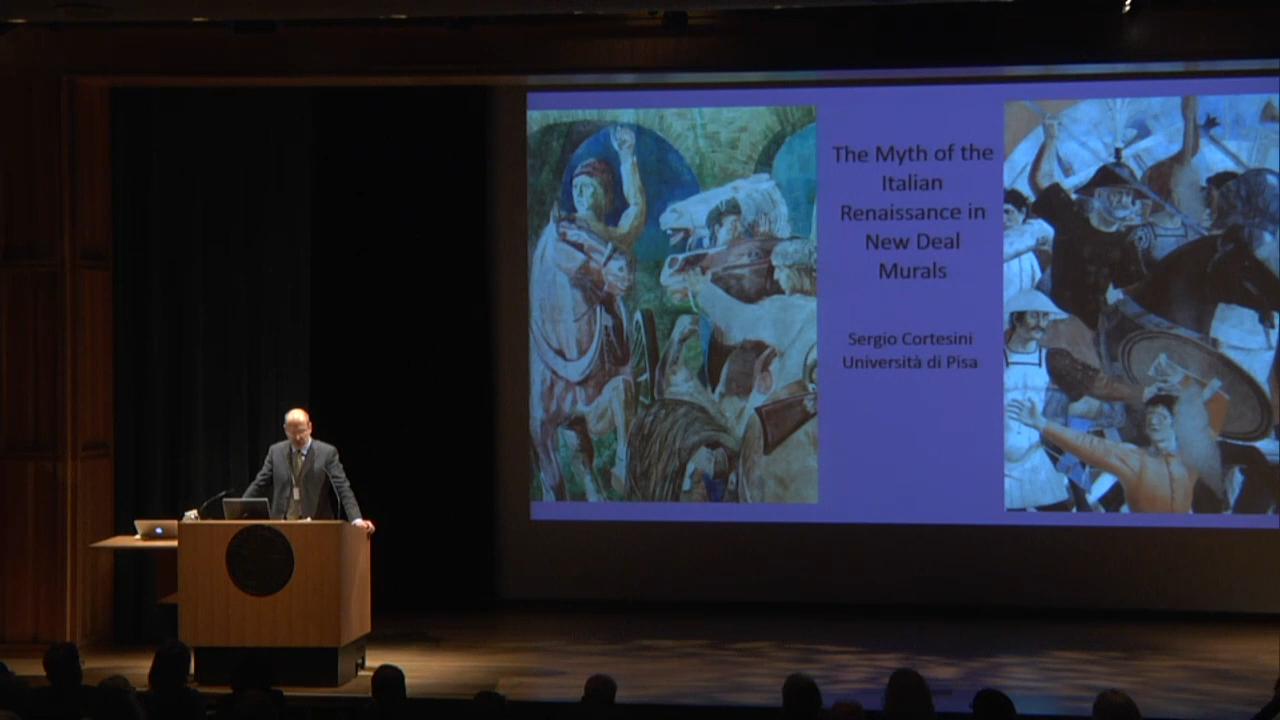 The Myth of the
Italian
Renaissance in
New Deal
Murals
Sergio Cortesini
Università di Pisa